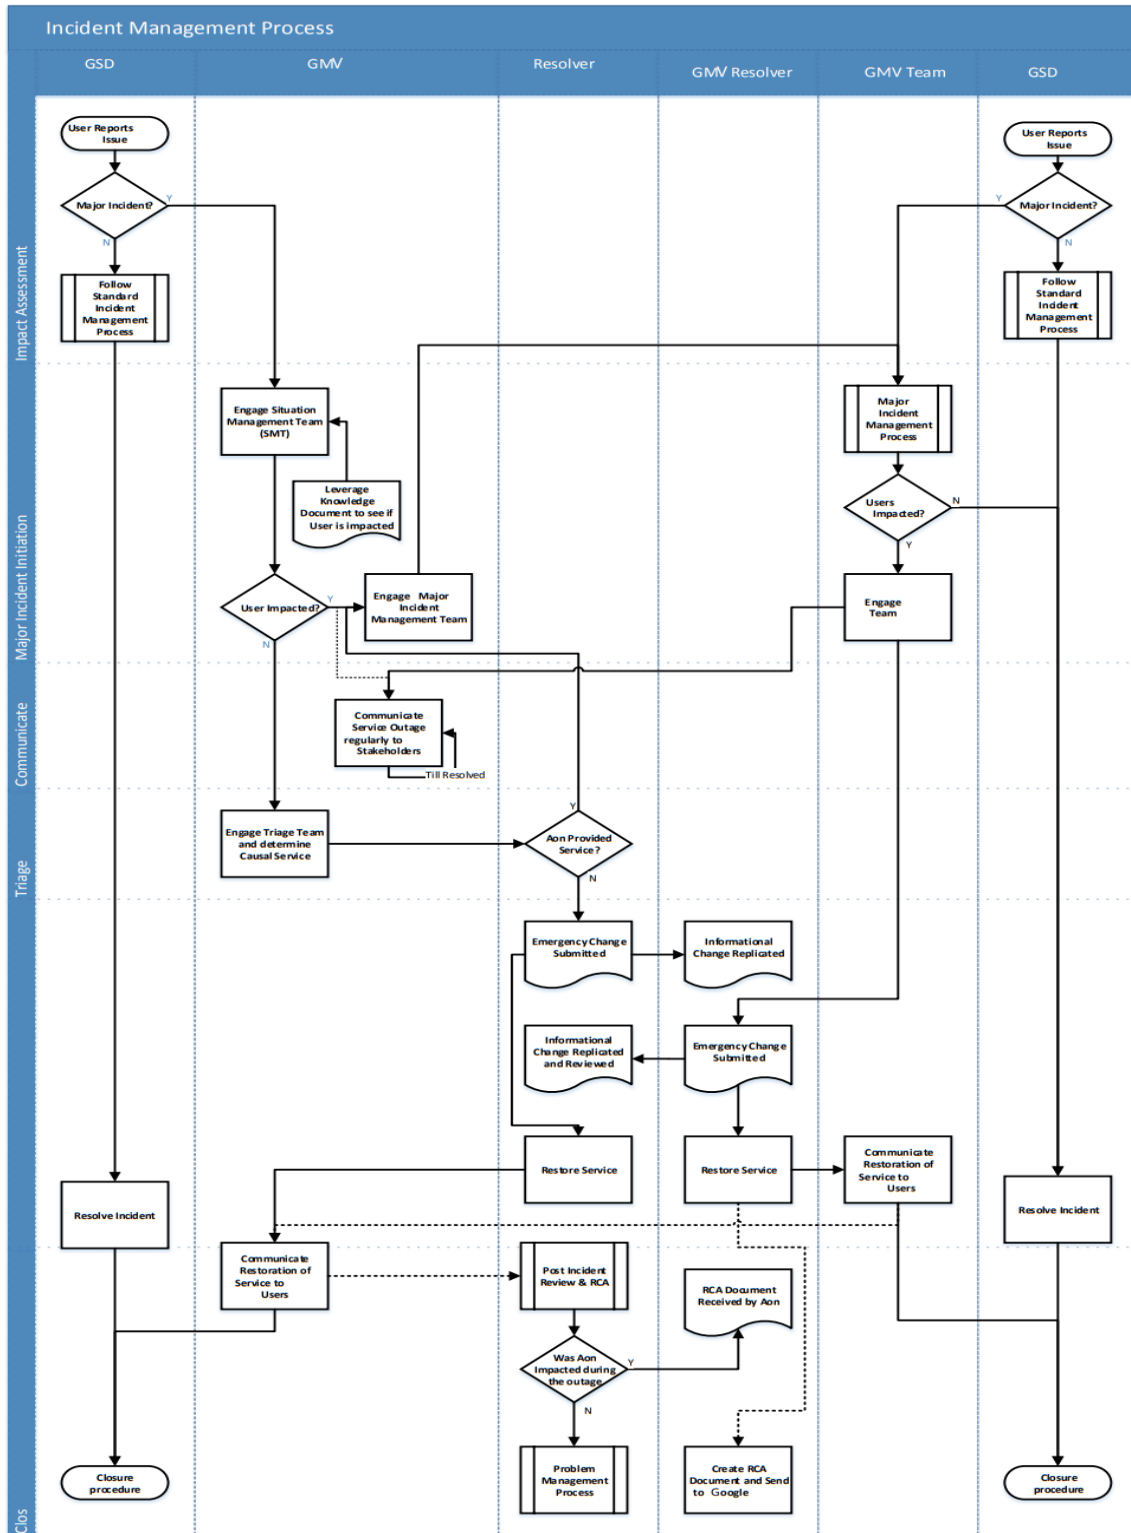 Incident Management Process
GSD
GMV
Resolver
GMV Resolver
GMV Team
GSD
Impact Assessment
User Reports
Issue
User Reports
Issue
Major Incident?
Y
N
Y
Major Incident?
N
Follow
Standard
Incident
Management
Process
Follow
Standard
Incident
Management
Process
Major Incident Initiation
Engage Situation
Management Team
(SMT)
Major
Incident
Management
Process
Leverage
Knowledge
Document to see if
User is impacted
Users
Impacted?
N
Y
User Impacted?
Y
N
Engage Major
Incident
Management Team
Engage
Team
Communicate
Communicate
Service Outage
regularly to
Stakeholders
Till Resolved
Triage
Engage Triage Team
and determine
Causal Service
Y
Aon Provided
Service?
N
Emergency Change
Submitted
Informational
Change Replicated
Informational
Change Replicated
and Reviewed
Emergency Change
Submitted
Restore Service
Restore Service
Communicate
Restoration of
Service to
Users
Resolve Incident
Resolve Incident
Communicate
Restoration of
Service to
Users
Post Incident
Review & RCA
RCA Document
Received by Aon
Was Aon
Impacted during
the outage
Y
N
Problem
Management
Process
Create RCA
Document and Send
to Google
Closure
procedure
Closure
procedure
Clos